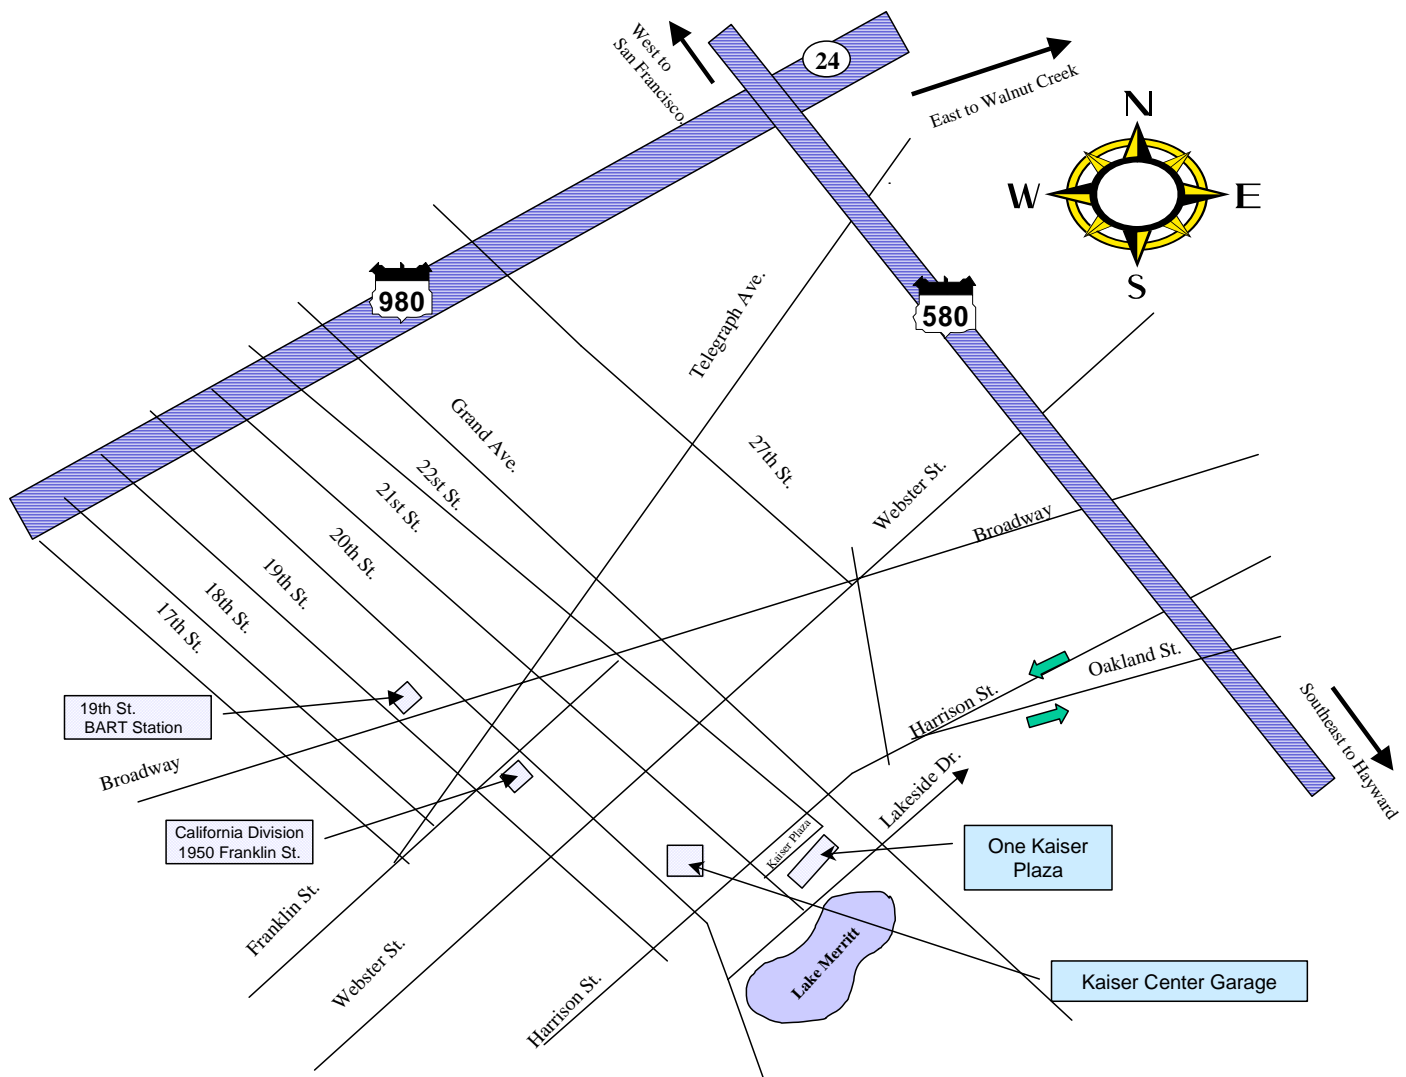 West to
San Francisco.
24
East to Walnut Creek
N
W
E
S
980
580
Telegraph Ave.
Grand Ave.
27th St.
Webster St.
22st St.
21st St.
20th St.
19th St.
18th St.
17th St.
Broadway
Oakland St.
Harrison St.
Southeast to Hayward
19th St.
BART Station
Broadway
Lakeside Dr.
California Division
1950 Franklin St.
Kaiser Plaza
One Kaiser
Plaza
Franklin St.
Webster St.
Harrison St.
Lake Merritt
Kaiser Center Garage